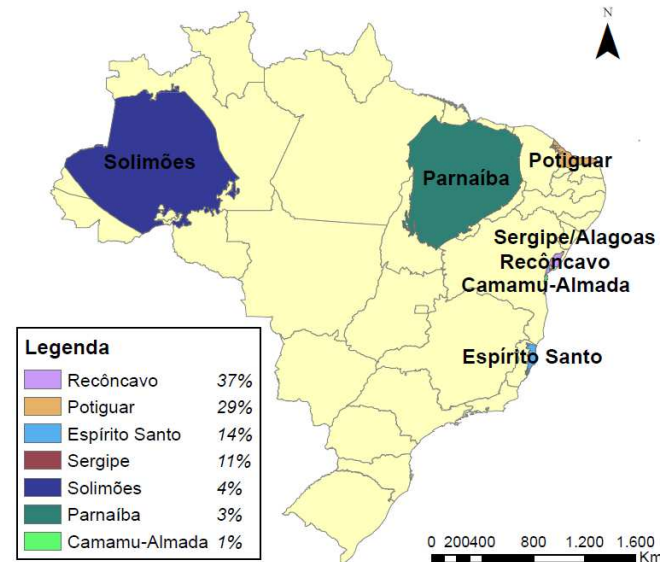 N
Solimões
Parnaíba
Potiguar
Sergipe/Alagoas
Recôncavo
Camamu-Almada
Espírito Santo
Legenda
Recôncavo 37%
Potiguar 29%
Espírito Santo 14%
Sergipe 11%
Solimões 4%
Parnaíba 3%
Camamu-Almada 1%
0 200400 800 1.200 1.600
Km